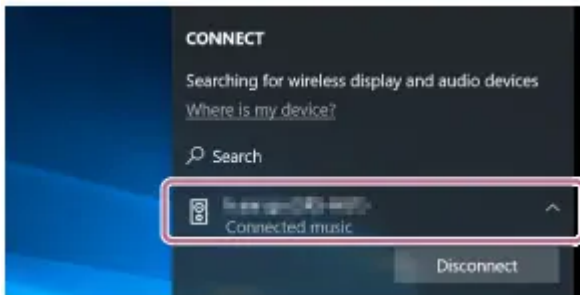 CONNECT
Searching for wireless display and audio devices
Where is my device?
Search
Connected music
Disconnect